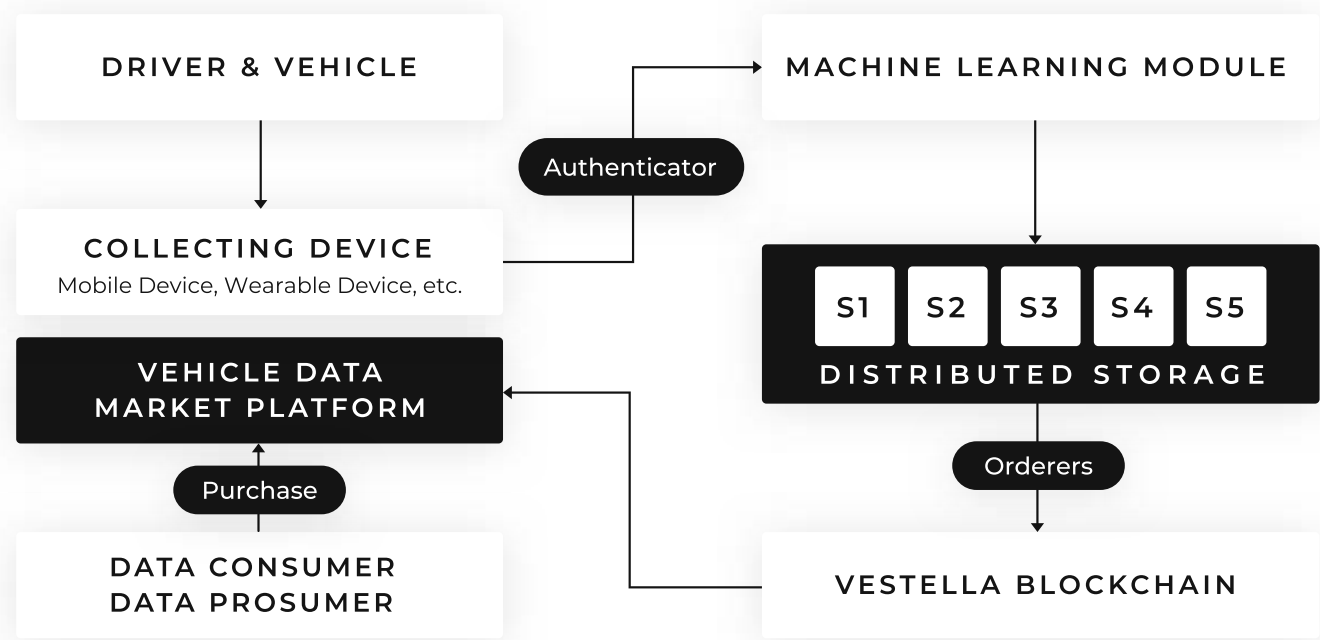 DRIVER & VEHICLE
MACHINE LEARNING MODULE
Authenticator
COLLECTING DEVICE
Mobile Device, Wearable Device, etc.
S1 S2 S3 S4 S5
DISTRIBUTED STORAGE
VEHICLE DATA
MARKET PLATFORM
Orderers
Purchase
DATA CONSUMER
DATA PROSUMER
VESTELLA BLOCKCHAIN